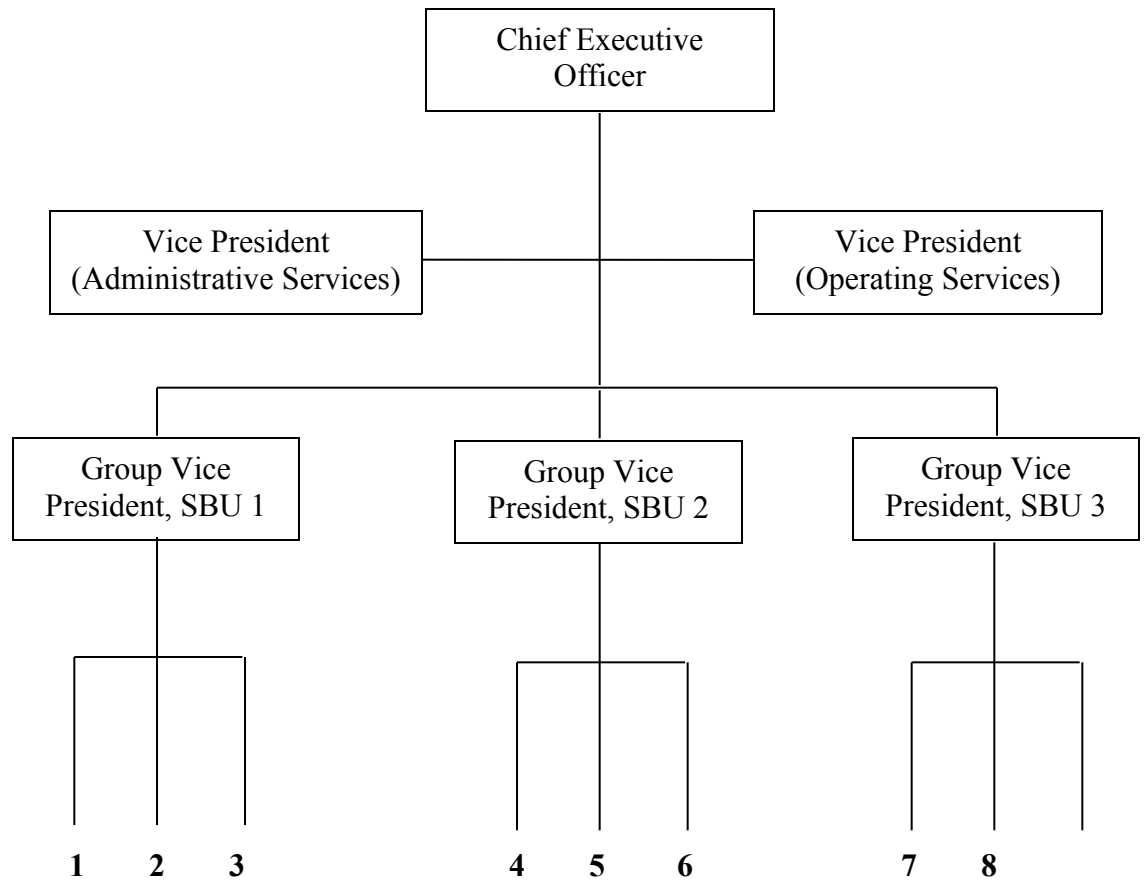 Chief Executive
Officer
Vice President
(Administrative Services)
Vice President
(Operating Services)
Group Vice
President, SBU 1
Group Vice
President, SBU 2
Group Vice
President, SBU 3
1 2 3 4 5 6 7 8